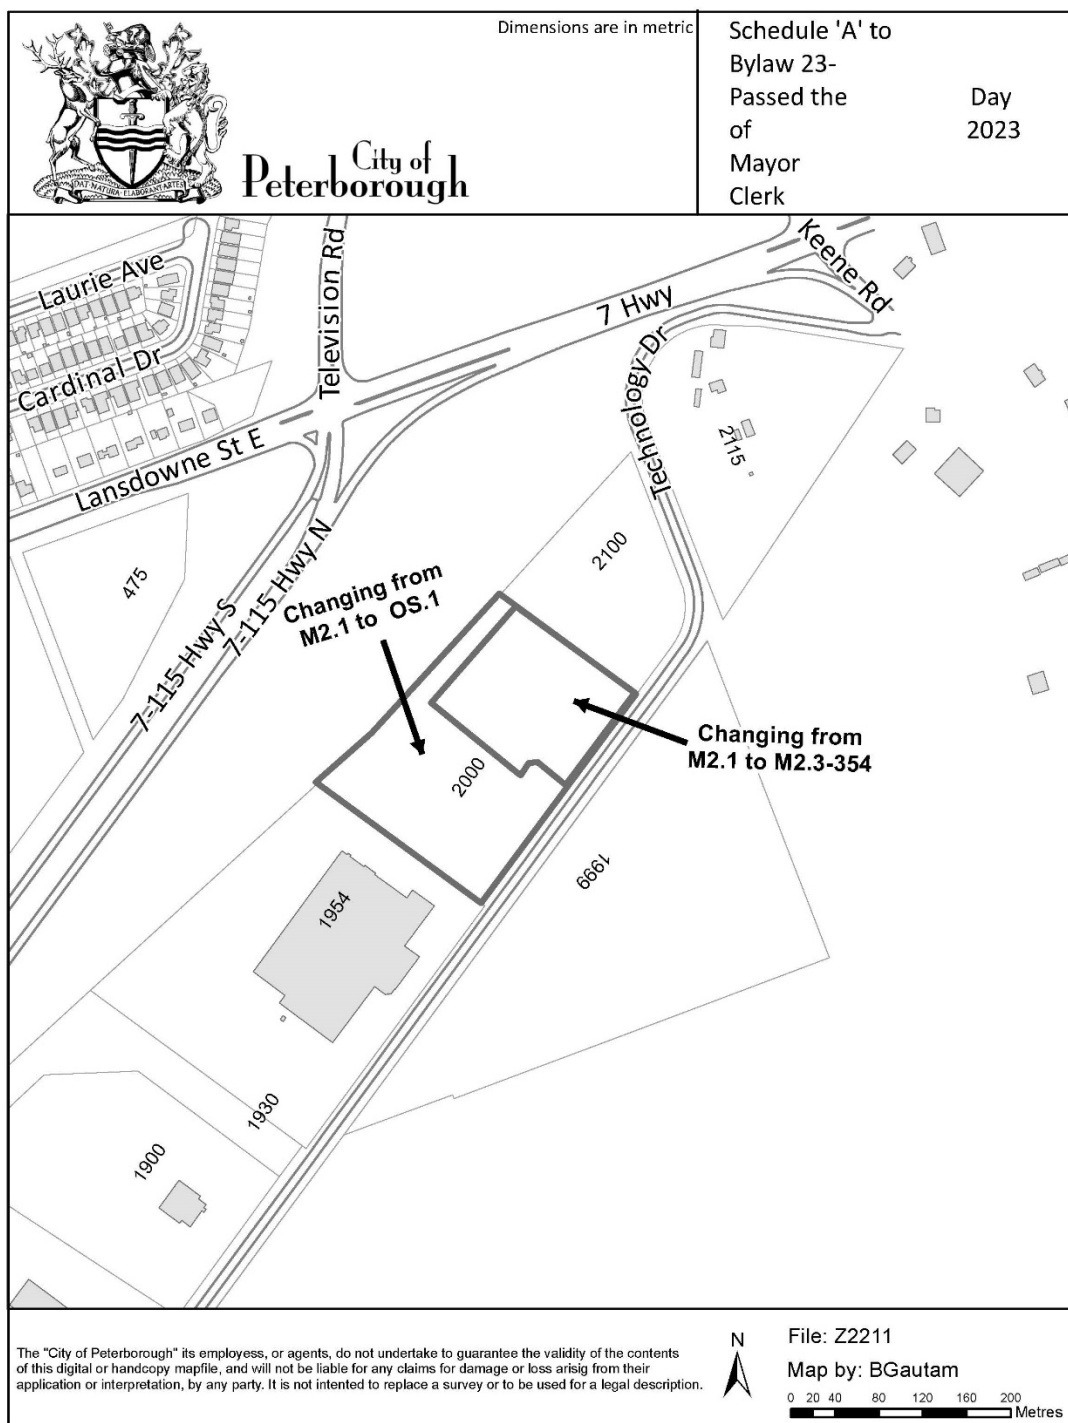 Dimensions are in metric
Schedule 'A' to
Bylaw 23-
Passed the Day
of 2023
Mayor
Clerk
DAT · NATURA · ELABORANT · ARTES
City of
Peterborough
Laurie Ave
Cardinal Dr
Lansdowne St E
Television Rd
7 Hwy
Keene Rd
Technology Dr
2115
475
7-115 Hwy S
7-115 Hwy N
2100
Changing from
M2.1 to OS.1
Changing from
M2.1 to M2.3-354
2000
1999
1954
1930
1900
The "City of Peterborough" its employess, or agents, do not undertake to guarantee the validity of the contents
of this digital or handcopy mapfile, and will not be liable for any claims for damage or loss arisig from their
application or interpretation, by any party. It is not intended to replace a survey or to be used for a legal description.
N
File: Z2211
Map by: BGautam
0 20 40 80 120 160 200
Metres